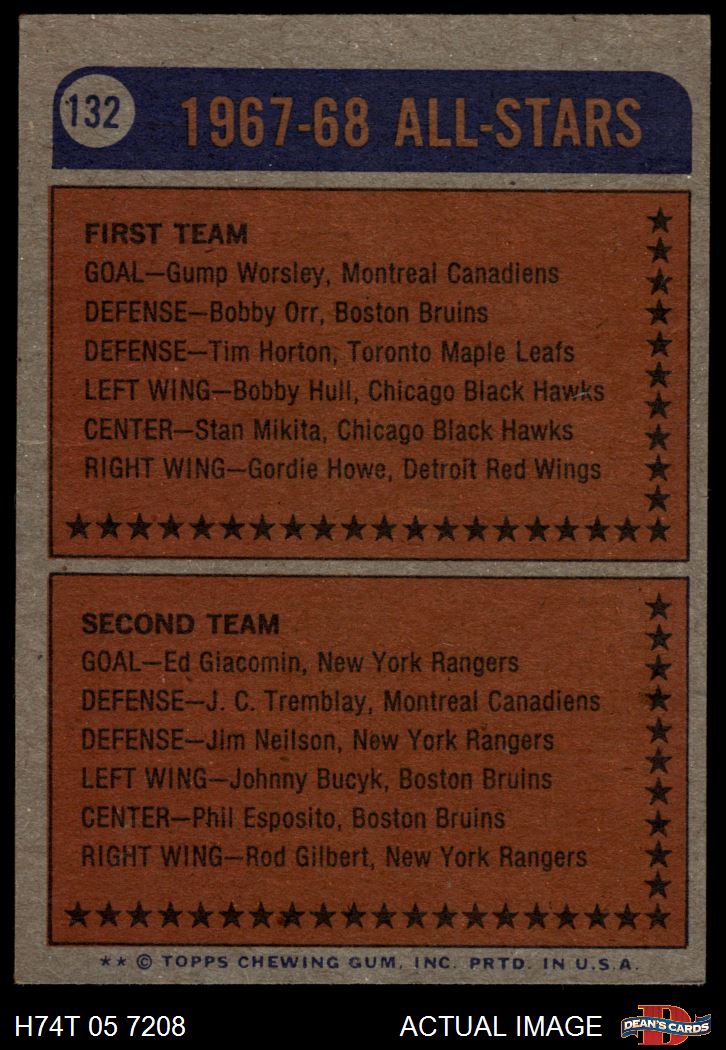 132
1967-68 ALL-STARS
FIRST TEAM
GOAL—Gump Worsley, Montreal Canadiens
DEFENSE—Bobby Orr, Boston Bruins
DEFENSE—Tim Horton, Toronto Maple Leafs
LEFT WING—Bobby Hull, Chicago Black Hawks
CENTER—Stan Mikita, Chicago Black Hawks
RIGHT WING—Gordie Howe, Detroit Red Wings
SECOND TEAM
GOAL—Ed Giacomin, New York Rangers
DEFENSE—J. C. Tremblay, Montreal Canadiens
DEFENSE—Jim Neilson, New York Rangers
LEFT WING—Johnny Bucyk, Boston Bruins
CENTER—Phil Esposito, Boston Bruins
RIGHT WING—Rod Gilbert, New York Rangers
** © TOPPS CHEWING GUM, INC. PRTD. IN U.S.A.
H74T 05 7208 ACTUAL IMAGE
D
DEAN'S CARDS